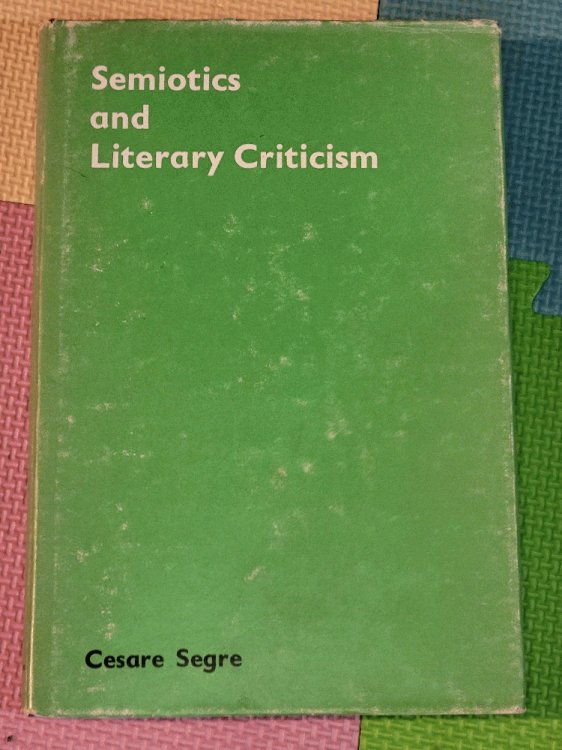 Semiotics
and
Literary Criticism
Cesare Segre